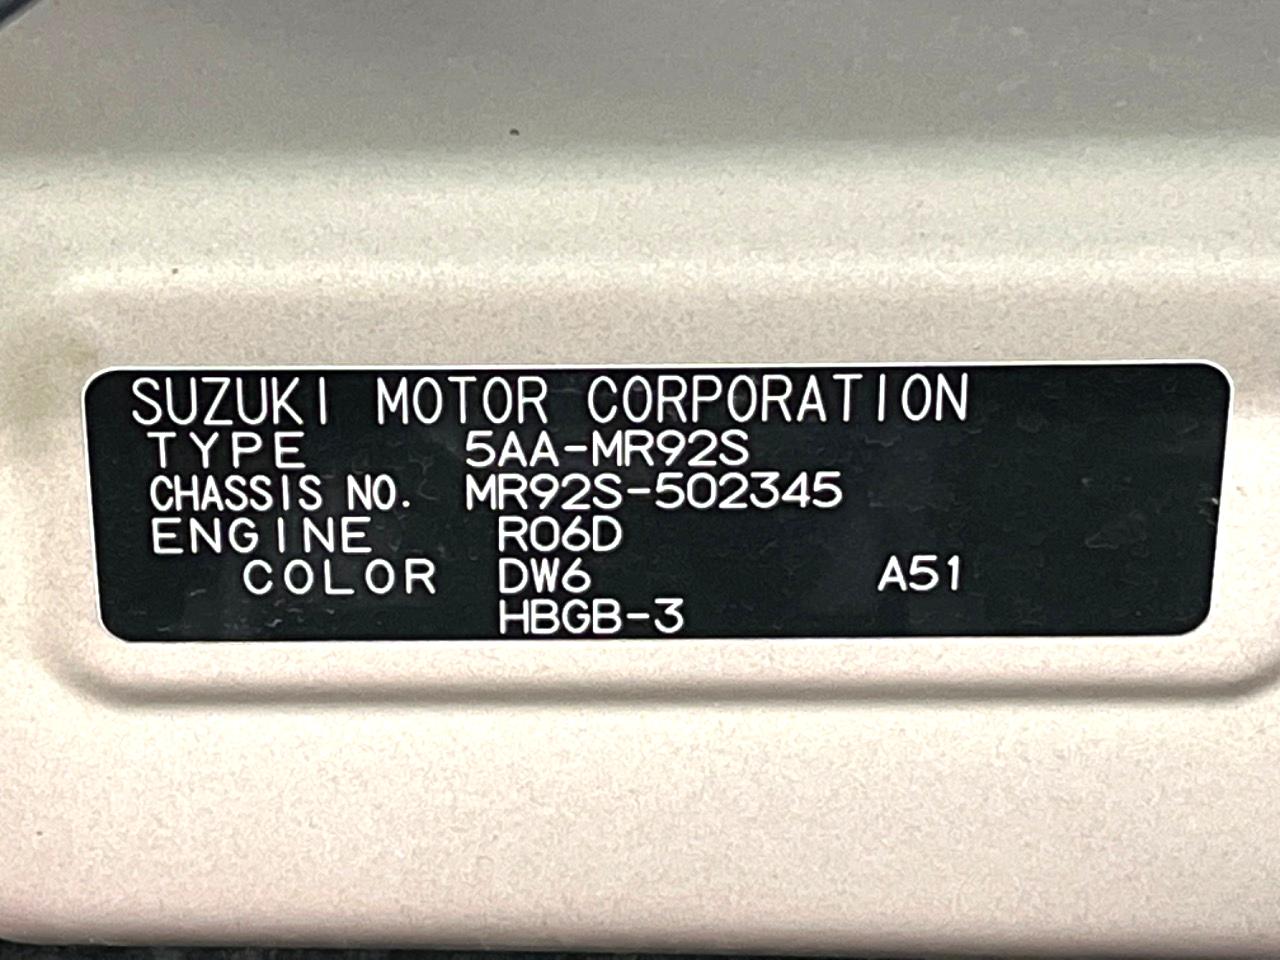 SUZUKI MOTOR CORPORATION
TYPE 5AA-MR92S
CHASSIS NO. MR92S-502345
ENGINE R06D
COLOR DW6 A51
HBGB-3